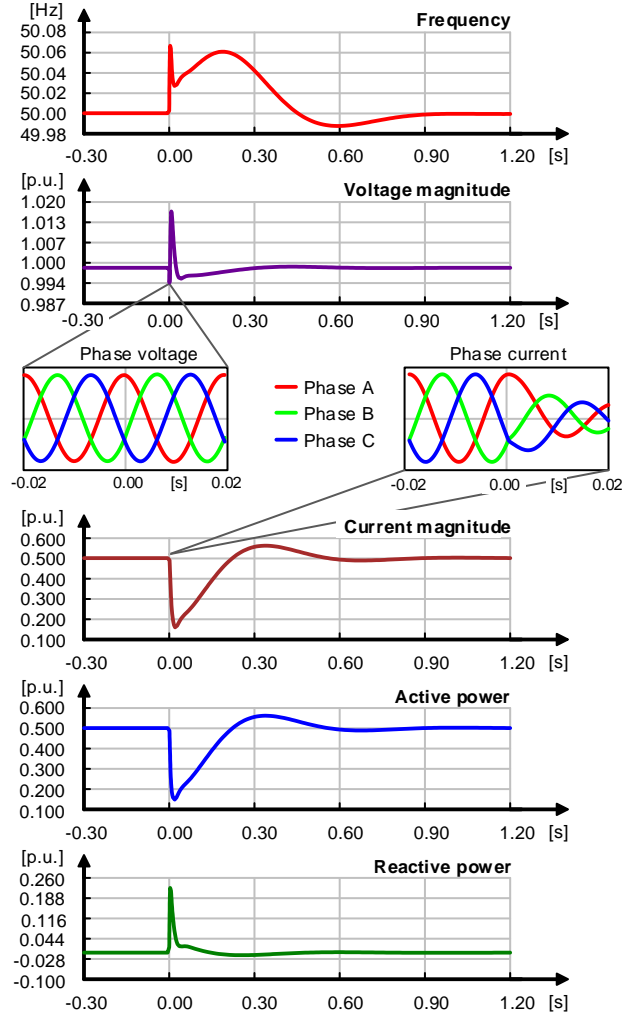 [Hz]
Frequency
50.08
50.06
50.04
50.02
50.00
49.98
-0.30 0.00 0.30 0.60 0.90 1.20 [s]
[p.u.]
Voltage magnitude
1.020
1.013
1.007
1.000
0.994
0.987
-0.30 0.00 0.30 0.60 0.90 1.20 [s]
Phase voltage
-0.02 0.00 [s] 0.02
Phase A
Phase B
Phase C
Phase current
-0.02 0.00 [s] 0.02
[p.u.]
Current magnitude
0.600
0.500
0.400
0.300
0.200
0.100
-0.30 0.00 0.30 0.60 0.90 1.20 [s]
[p.u.]
Active power
0.600
0.500
0.400
0.300
0.200
0.100
-0.30 0.00 0.30 0.60 0.90 1.20 [s]
[p.u.]
Reactive power
0.260
0.188
0.116
0.044
-0.028
-0.100
-0.30 0.00 0.30 0.60 0.90 1.20 [s]